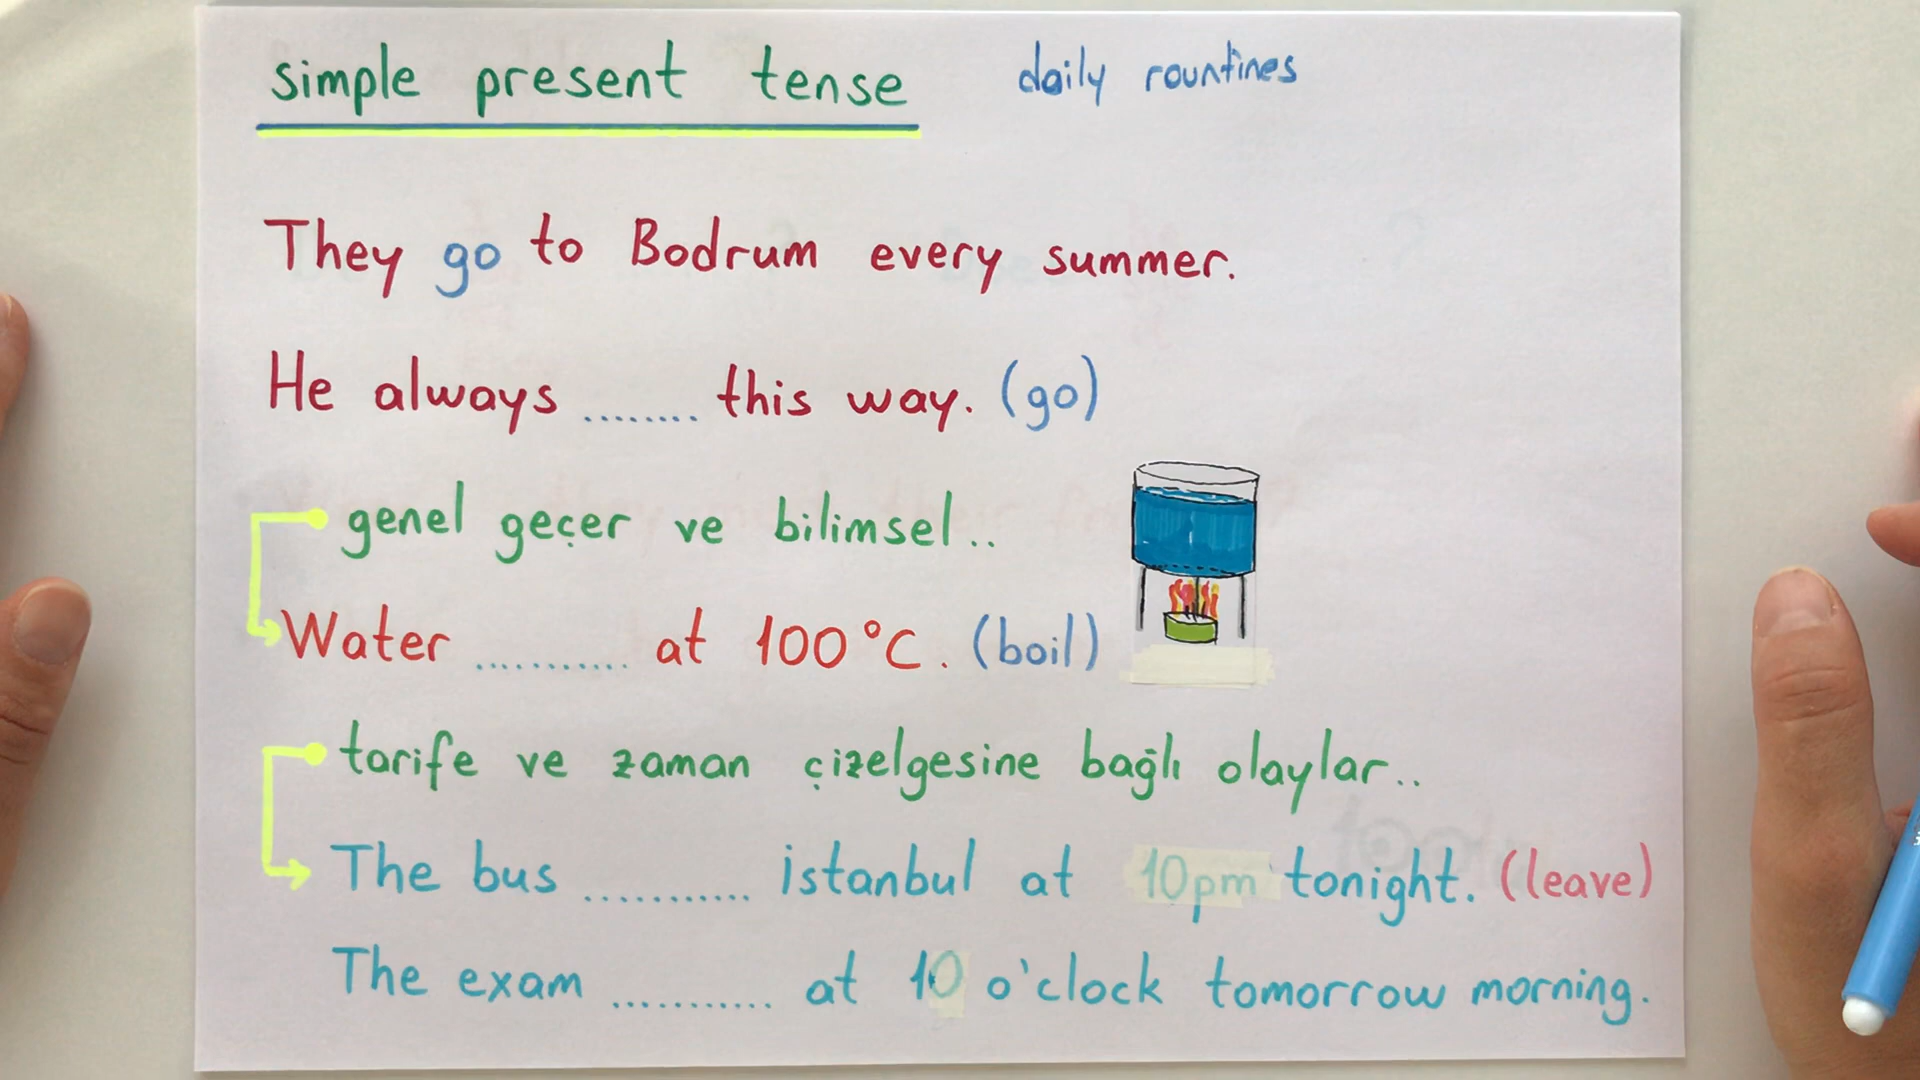 simple present tense daily rountines
They go to Bodrum every summer.
He always ........ this way. (go)
genel geçer ve bilimsel..
Water ........... at 100°C. (boil)
tarife ve zaman çizelgesine bağlı olaylar..
The bus ............ istanbul at 10pm tonight. (leave)
The exam ............ at 10 o'clock tomorrow morning.